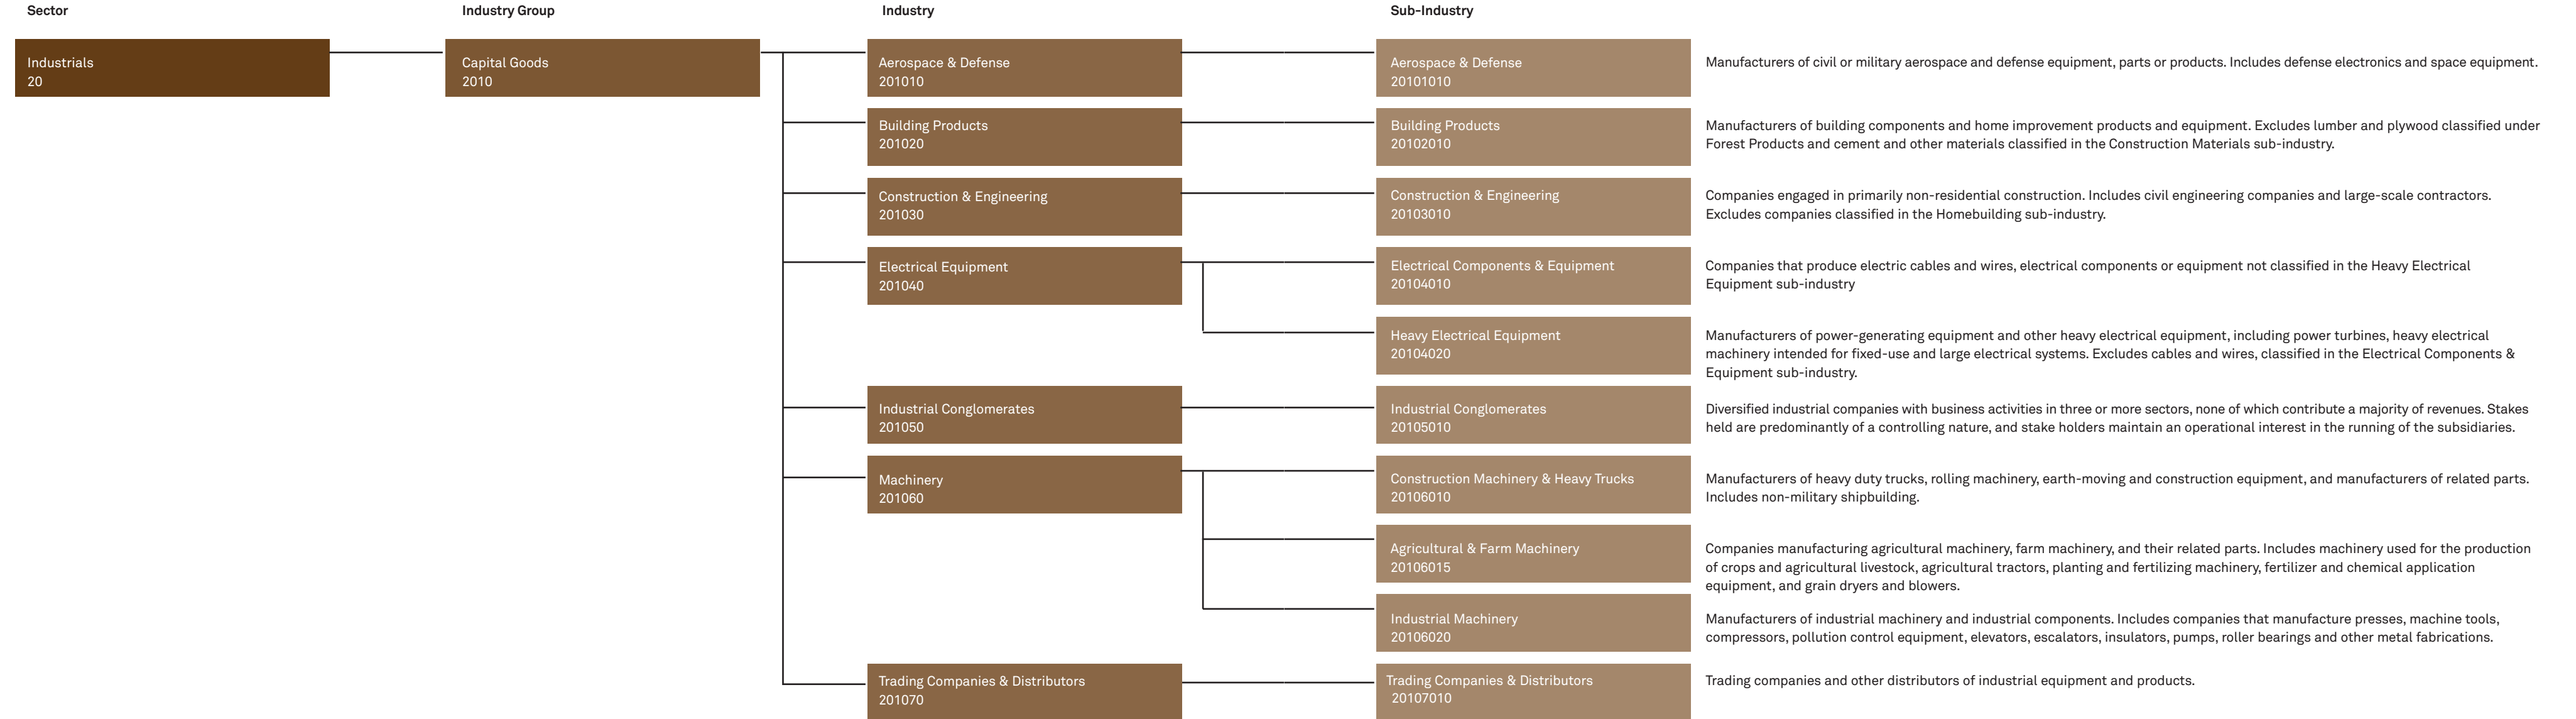 Sector
Industry Group
Industry
Sub-Industry
Industrials
20
Capital Goods
2010
Aerospace & Defense
201010
Aerospace & Defense
20101010
Manufacturers of civil or military aerospace and defense equipment, parts or products. Includes defense electronics and space equipment.
Building Products
201020
Building Products
20102010
Manufacturers of building components and home improvement products and equipment. Excludes lumber and plywood classified under
Forest Products and cement and other materials classified in the Construction Materials sub-industry.
Construction & Engineering
201030
Construction & Engineering
20103010
Companies engaged in primarily non-residential construction. Includes civil engineering companies and large-scale contractors.
Excludes companies classified in the Homebuilding sub-industry.
Electrical Equipment
201040
Electrical Components & Equipment
20104010
Companies that produce electric cables and wires, electrical components or equipment not classified in the Heavy Electrical
Equipment sub-industry
Heavy Electrical Equipment
20104020
Manufacturers of power-generating equipment and other heavy electrical equipment, including power turbines, heavy electrical
machinery intended for fixed-use and large electrical systems. Excludes cables and wires, classified in the Electrical Components &
Equipment sub-industry.
Industrial Conglomerates
201050
Industrial Conglomerates
20105010
Diversified industrial companies with business activities in three or more sectors, none of which contribute a majority of revenues. Stakes
held are predominantly of a controlling nature, and stake holders maintain an operational interest in the running of the subsidiaries.
Machinery
201060
Construction Machinery & Heavy Trucks
20106010
Manufacturers of heavy duty trucks, rolling machinery, earth-moving and construction equipment, and manufacturers of related parts.
Includes non-military shipbuilding.
Agricultural & Farm Machinery
20106015
Companies manufacturing agricultural machinery, farm machinery, and their related parts. Includes machinery used for the production
of crops and agricultural livestock, agricultural tractors, planting and fertilizing machinery, fertilizer and chemical application
equipment, and grain dryers and blowers.
Industrial Machinery
20106020
Manufacturers of industrial machinery and industrial components. Includes companies that manufacture presses, machine tools,
compressors, pollution control equipment, elevators, escalators, insulators, pumps, roller bearings and other metal fabrications.
Trading Companies & Distributors
201070
Trading Companies & Distributors
20107010
Trading companies and other distributors of industrial equipment and products.